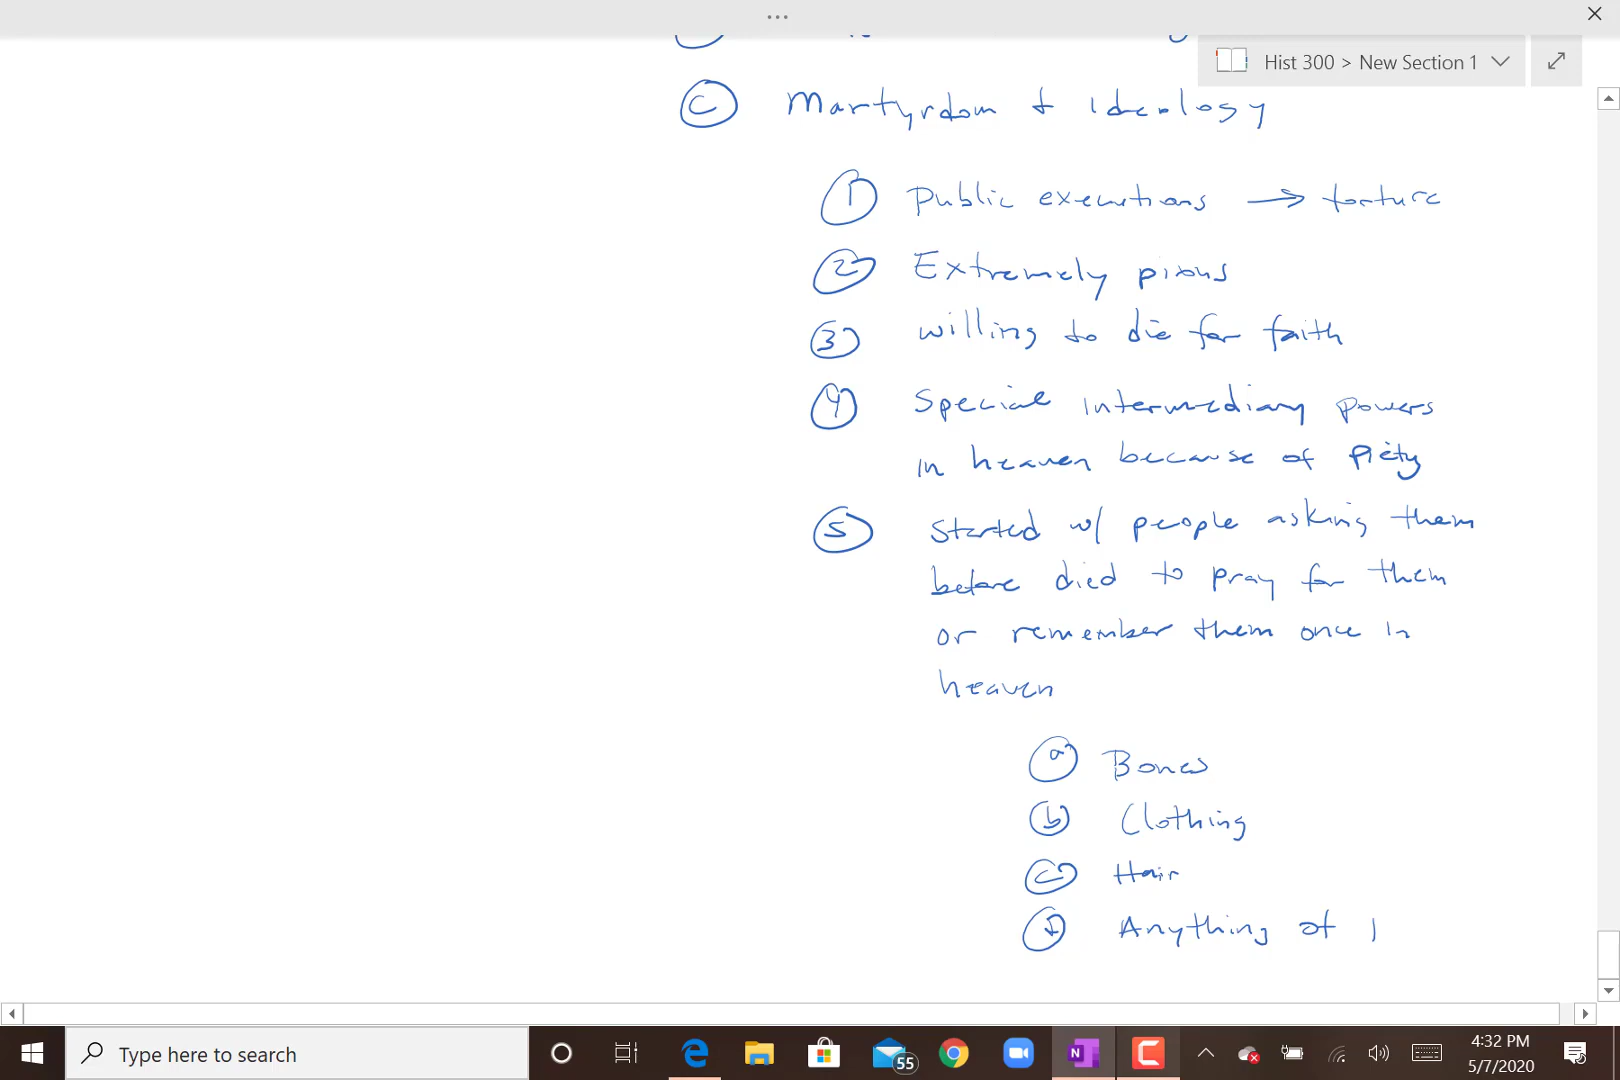 Hist 300 > New Section 1
C Martyrdom + Ideology
1 Public executions → torture
2 Extremely pious
3 willing to die for faith
4 Special intermediary powers
in heaven because of piety
5 Started w/ people asking them
before died to pray for them
or remember them once in
heaven
a Bones
b Clothing
c Hair
d Anything of
Type here to search
55
4:32 PM
5/7/2020